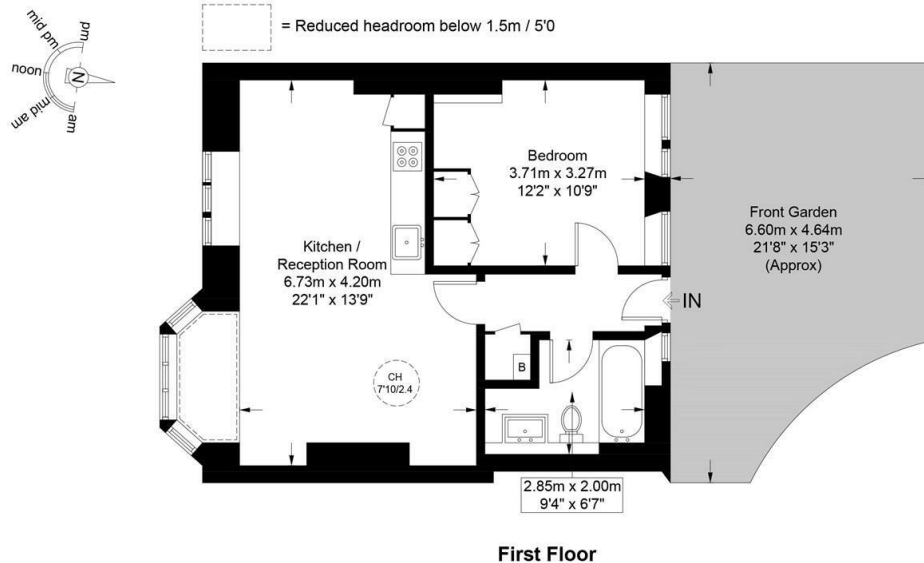 = Reduced headroom below 1.5m / 5'0
mid pm
pm
noon
N
mid am
am
Bedroom
3.71m x 3.27m
12'2" x 10'9"
Front Garden
6.60m x 4.64m
21'8" x 15'3"
(Approx)
Kitchen /
Reception Room
6.73m x 4.20m
22'1" x 13'9"
IN
B
CH
7'10/2.4
2.85m x 2.00m
9'4" x 6'7"
First Floor